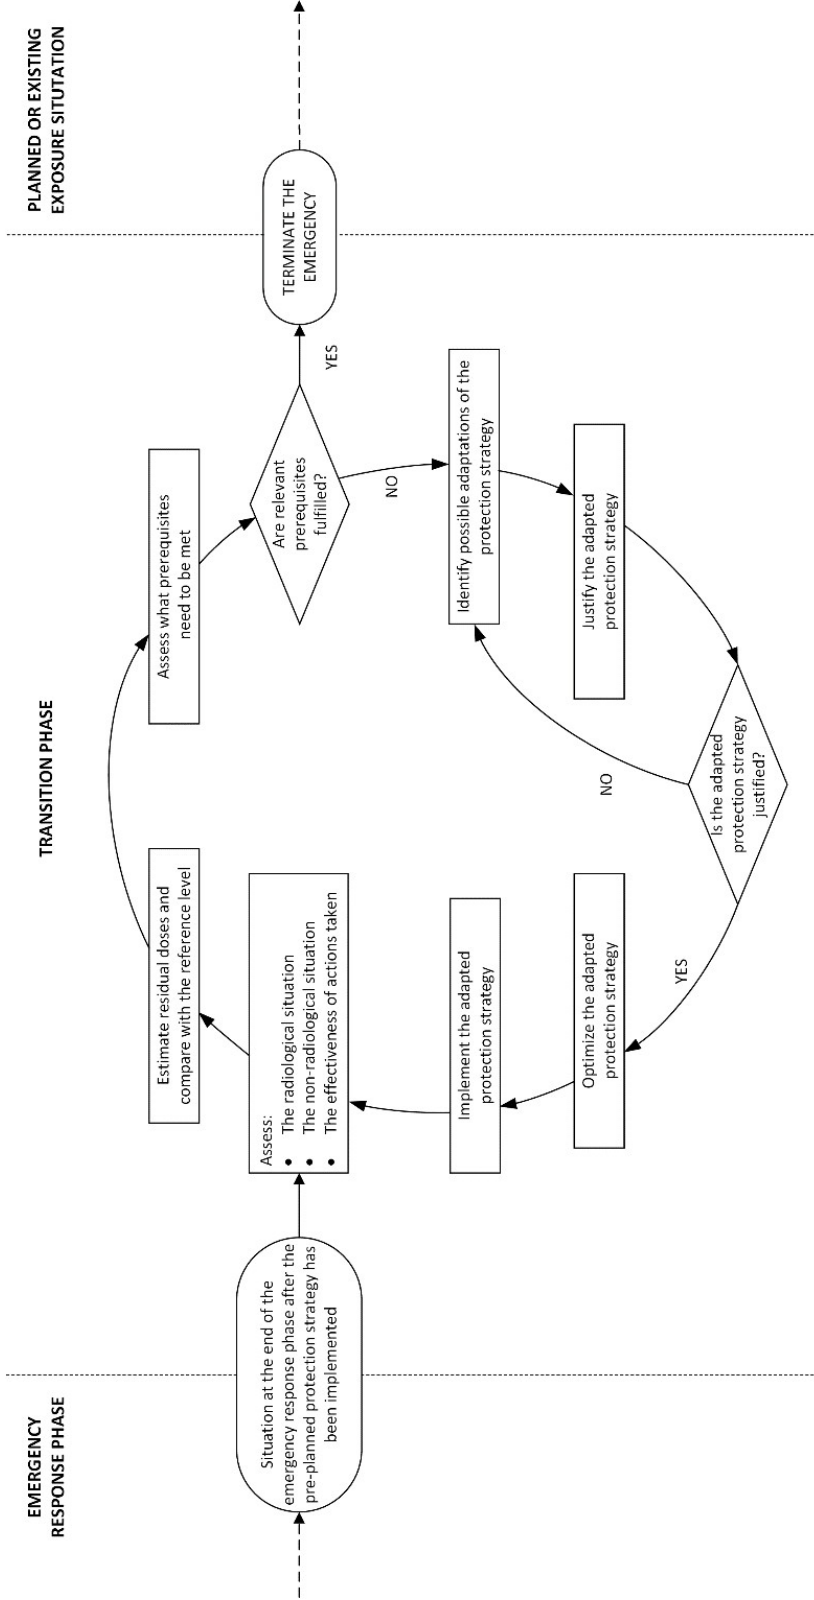 EMERGENCY
RESPONSE PHASE
TRANSITION PHASE
PLANNED OR EXISTING
EXPOSURE SITUTATION
Situation at the end of the
emergency response phase after the
pre-planned protection strategy has
been implemented
Assess:
• The radiological situation
• The non-radiological situation
• The effectiveness of actions taken
Estimate residual doses and
compare with the reference level
Assess what prerequisites
need to be met
Are relevant
prerequisites
fulfilled?
YES
TERMINATE THE
EMERGENCY
NO
Identify possible adaptations of the
protection strategy
Justify the adapted
protection strategy
Is the adapted
protection strategy
justified?
NO
YES
Optimize the adapted
protection strategy
Implement the adapted
protection strategy